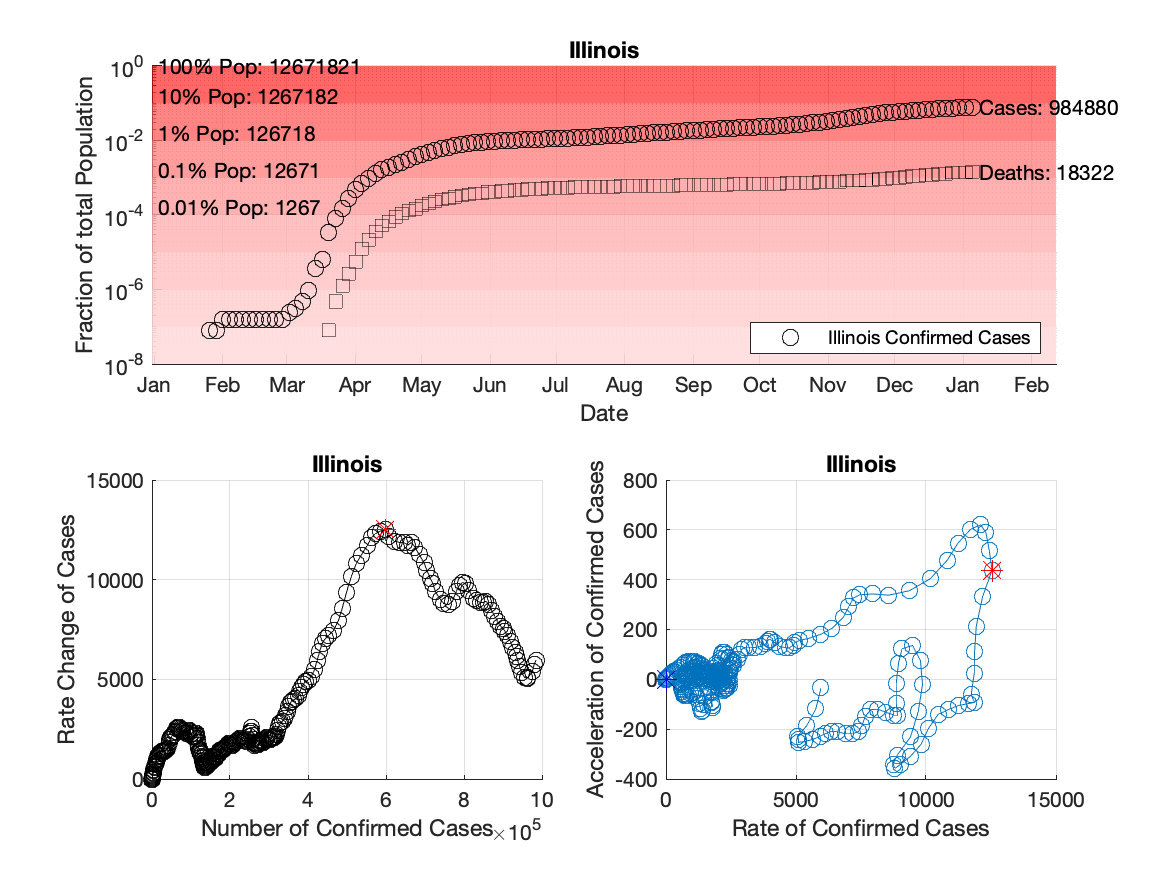 Illinois
10^0
10^-2
10^-4
10^-6
10^-8
Fraction of total Population
100% Pop: 12671821
10% Pop: 1267182
1% Pop: 126718
0.1% Pop: 12671
0.01% Pop: 1267
Cases: 984880
Deaths: 18322
Illinois Confirmed Cases
Jan Feb Mar Apr May Jun Jul Aug Sep Oct Nov Dec Jan Feb
Date
Illinois
15000
10000
5000
0
Rate Change of Cases
0 2 4 6 8 10
Number of Confirmed Cases ×10^5
Illinois
800
600
400
200
0
-200
-400
Acceleration of Confirmed Cases
0 5000 10000 15000
Rate of Confirmed Cases